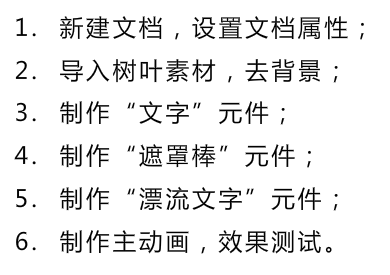 1. 新建文档，设置文档属性；
2. 导入树叶素材，去背景；
3. 制作“文字”元件；
4. 制作“遮罩棒”元件；
5. 制作“漂流文字”元件；
6. 制作主动画，效果测试。